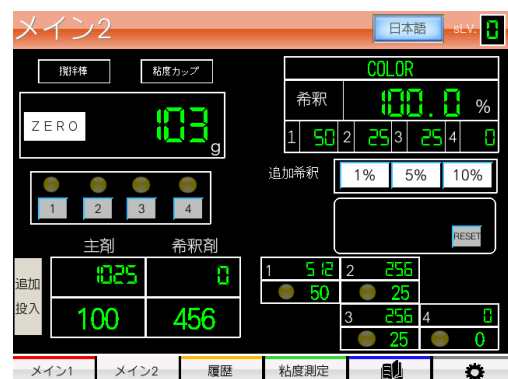 メイン2 日本語 sLV. 0
撹拌棒 粘度カップ
COLOR
希釈 100.0 %
ZERO 103 g
1 50 2 25 3 25 4 0
追加希釈 1% 5% 10%
1 2 3 4
RESET
主剤 希釈剤
追加 1025 0
投入 100 456
1 512 2 256
50 25
3 256 4 0
25 0
メイン1 メイン2 履歴 粘度測定